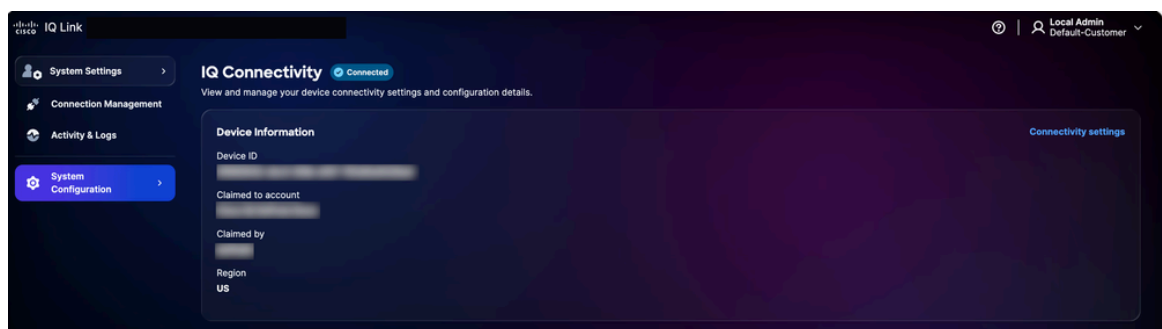 cisco IQ Link
Local Admin
Default-Customer
System Settings
Connection Management
Activity & Logs
System
Configuration
IQ Connectivity Connected
View and manage your device connectivity settings and configuration details.
Device Information Connectivity settings
Device ID
Claimed to account
Claimed by
Region
US